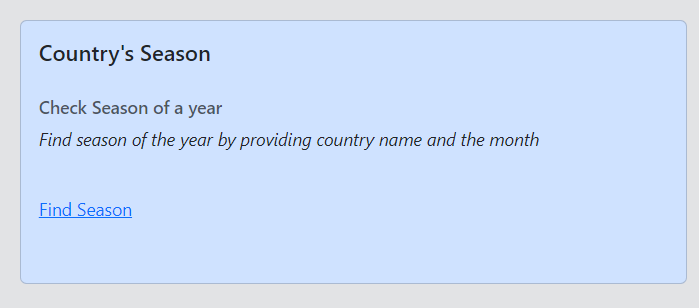 Country's Season
Check Season of a year
Find season of the year by providing country name and the month
Find Season